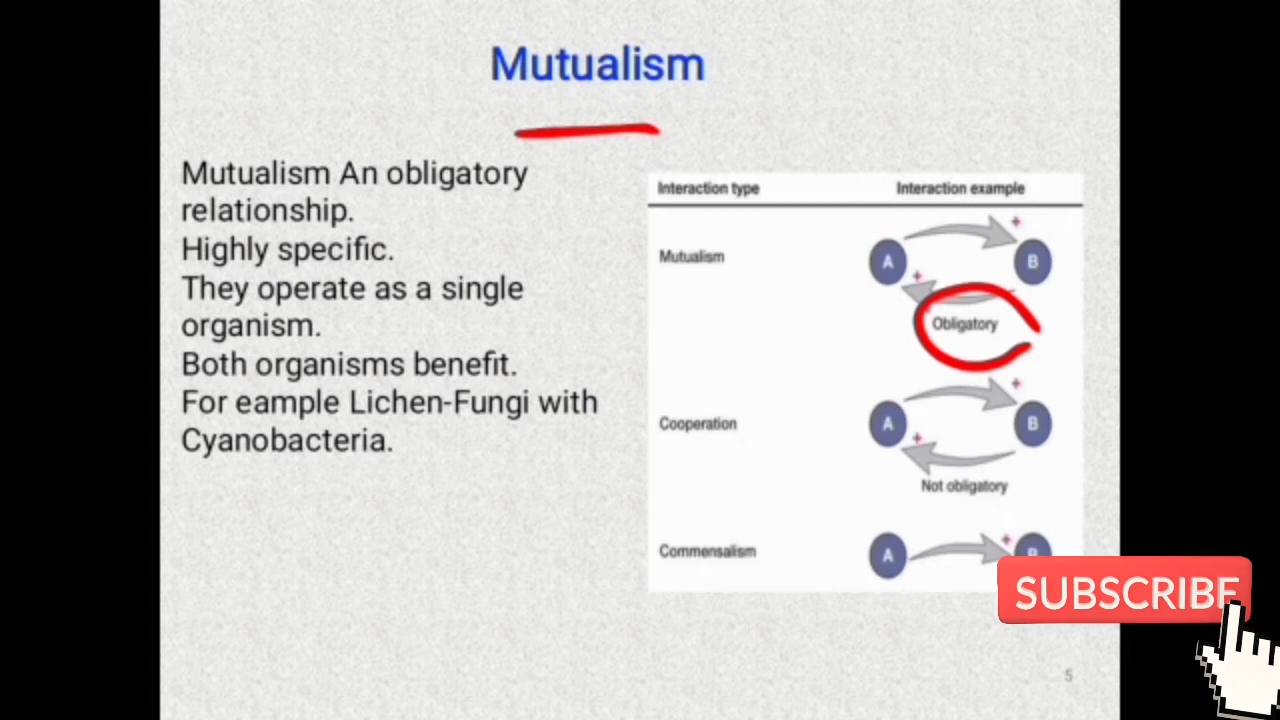 Mutualism
Mutualism An obligatory
relationship.
Highly specific.
They operate as a single
organism.
Both organisms benefit.
For eample Lichen-Fungi with
Cyanobacteria.
Interaction type Interaction example
+
Mutualism A B
+
Obligatory
+
Cooperation A B
+
Not obligatory
+
Commensalism A B
SUBSCRIBE
5